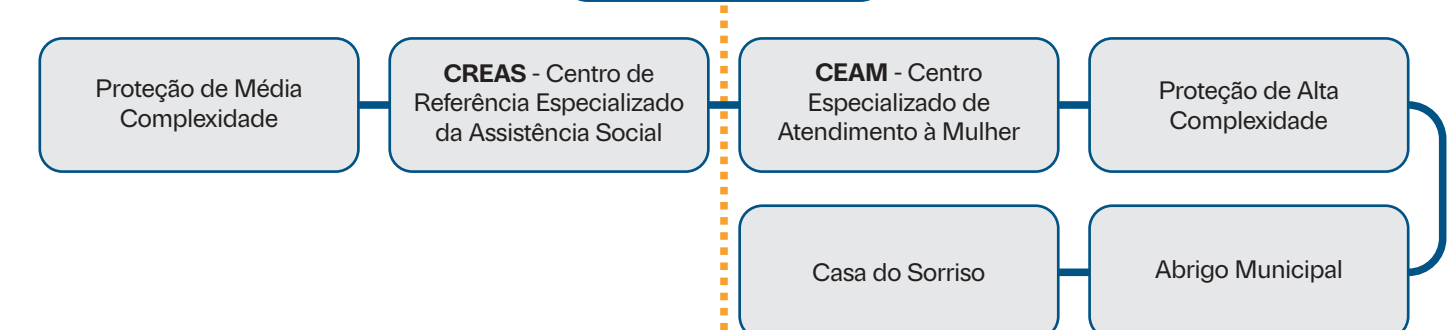 Proteção de Média
Complexidade
CREAS - Centro de
Referência Especializado
da Assistência Social
CEAM - Centro
Especializado de
Atendimento à Mulher
Proteção de Alta
Complexidade
Casa do Sorriso
Abrigo Municipal